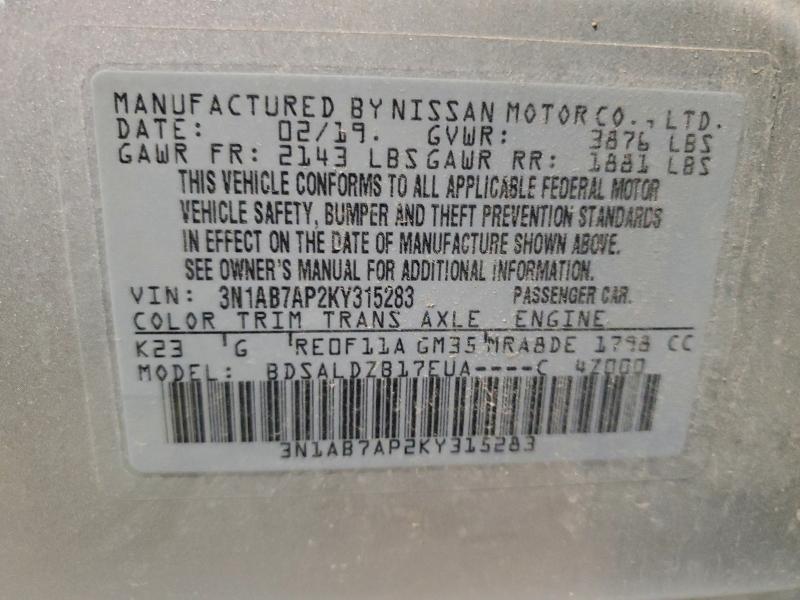 MANUFACTURED BY NISSAN MOTOR CO., LTD.
DATE: 02/19. GVWR: 3876 LBS
GAWR FR: 2143 LBS GAWR RR: 1881 LBS
THIS VEHICLE CONFORMS TO ALL APPLICABLE FEDERAL MOTOR
VEHICLE SAFETY, BUMPER AND THEFT PREVENTION STANDARDS
IN EFFECT ON THE DATE OF MANUFACTURE SHOWN ABOVE.
SEE OWNER'S MANUAL FOR ADDITIONAL INFORMATION.
VIN: 3N1AB7AP2KY315283 PASSENGER CAR.
COLOR TRIM TRANS AXLE ENGINE
K23 G RE0F11A GM35 MRA8DE 1798 CC
MODEL: BDSALDZB17EUA----C 4Z000
3N1AB7AP2KY315283